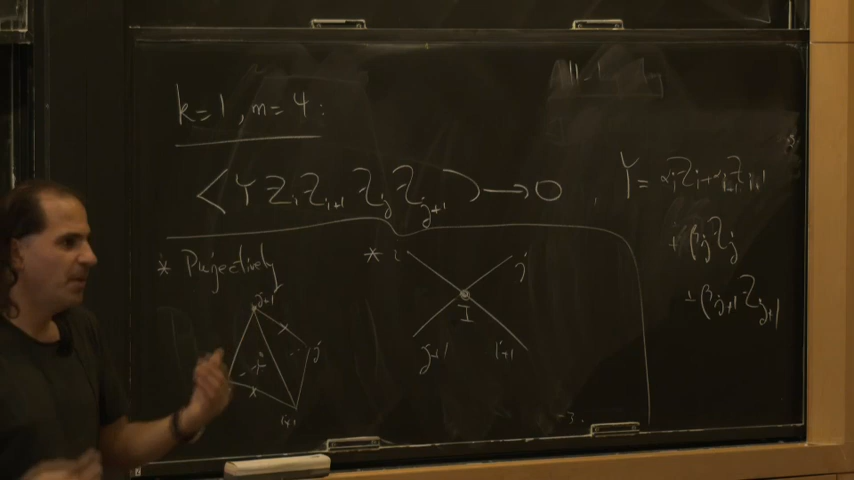 k=1, m=4:
⟨Y Z_i Z_{i+1} Z_j Z_{j+1}⟩ → 0 , Y = α_i Z_i + α_{i+1} Z_{i+1}
+ β_j Z_j
+ β_{j+1} Z_{j+1}
* Projectively
* i j
I
j+1 i+1
j+1
j
i+1